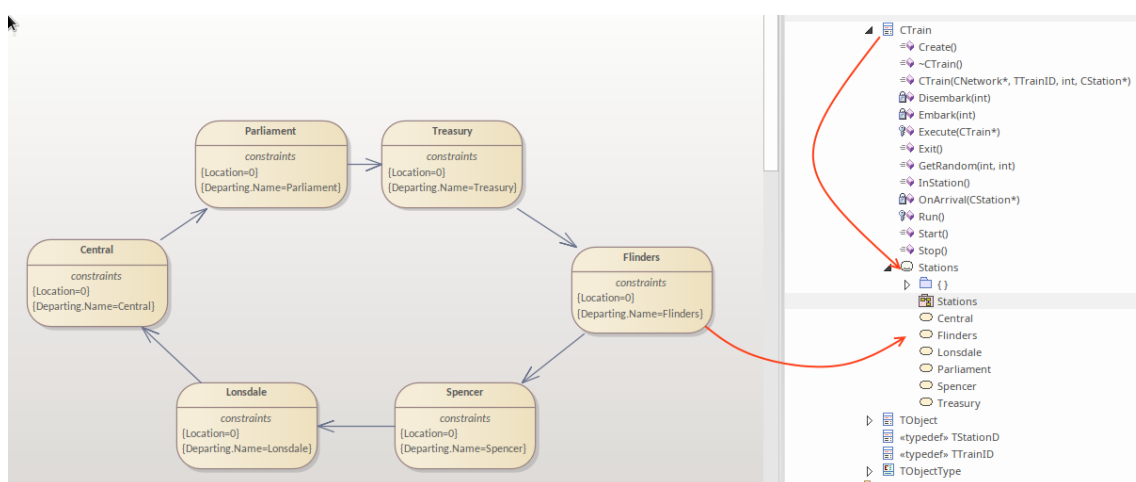 Parliament
constraints
{Location=0}
{Departing.Name=Parliament}
Treasury
constraints
{Location=0}
{Departing.Name=Treasury}
Central
constraints
{Location=0}
{Departing.Name=Central}
Flinders
constraints
{Location=0}
{Departing.Name=Flinders}
Lonsdale
constraints
{Location=0}
{Departing.Name=Lonsdale}
Spencer
constraints
{Location=0}
{Departing.Name=Spencer}
CTrain
Create()
~CTrain()
CTrain(CNetwork*, TTrainID, int, CStation*)
Disembark(int)
Embark(int)
Execute(CTrain*)
Exit()
GetRandom(int, int)
InStation()
OnArrival(CStation*)
Run()
Start()
Stop()
Stations
{ }
Stations
Central
Flinders
Lonsdale
Parliament
Spencer
Treasury
TObject
«typedef» TStationD
«typedef» TTrainID
TObjectType